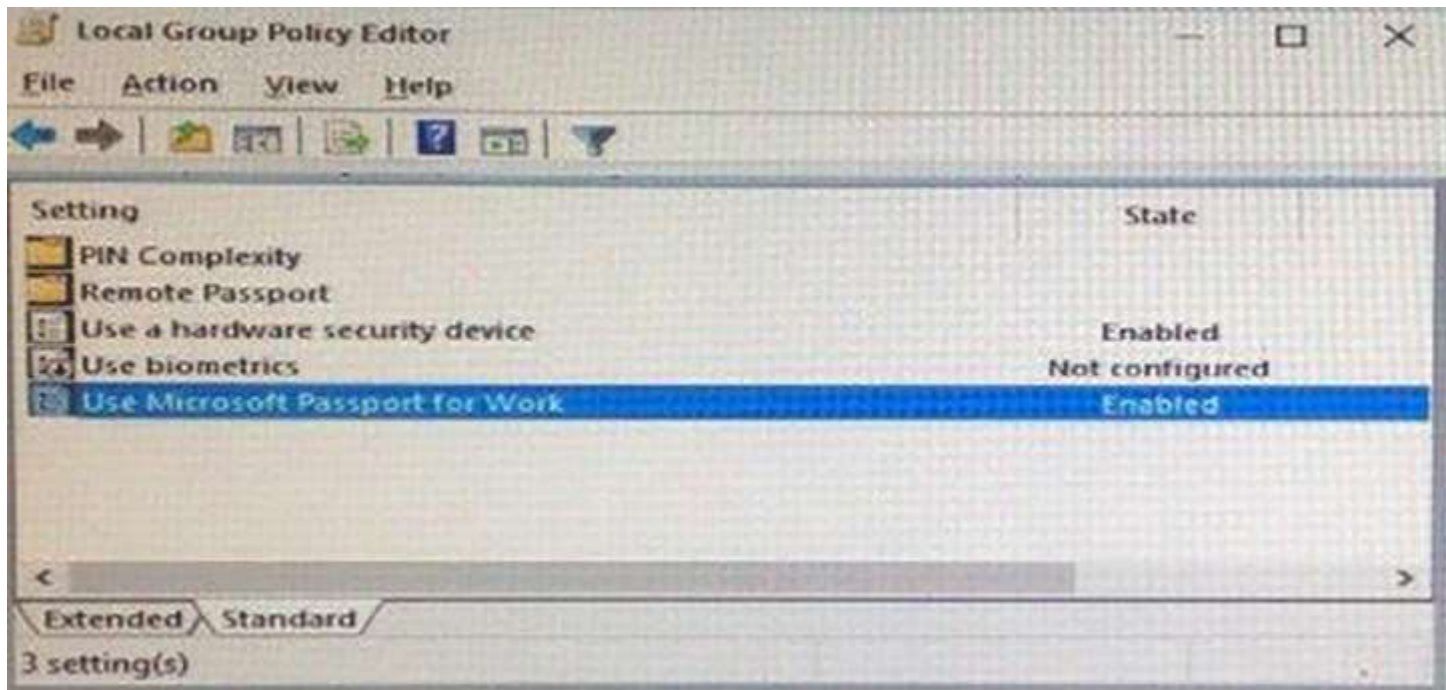 Local Group Policy Editor
File Action View Help
Setting State
PIN Complexity
Remote Passport
Use a hardware security device Enabled
Use biometrics Not configured
Use Microsoft Passport for Work Enabled
Extended Standard
3 setting(s)